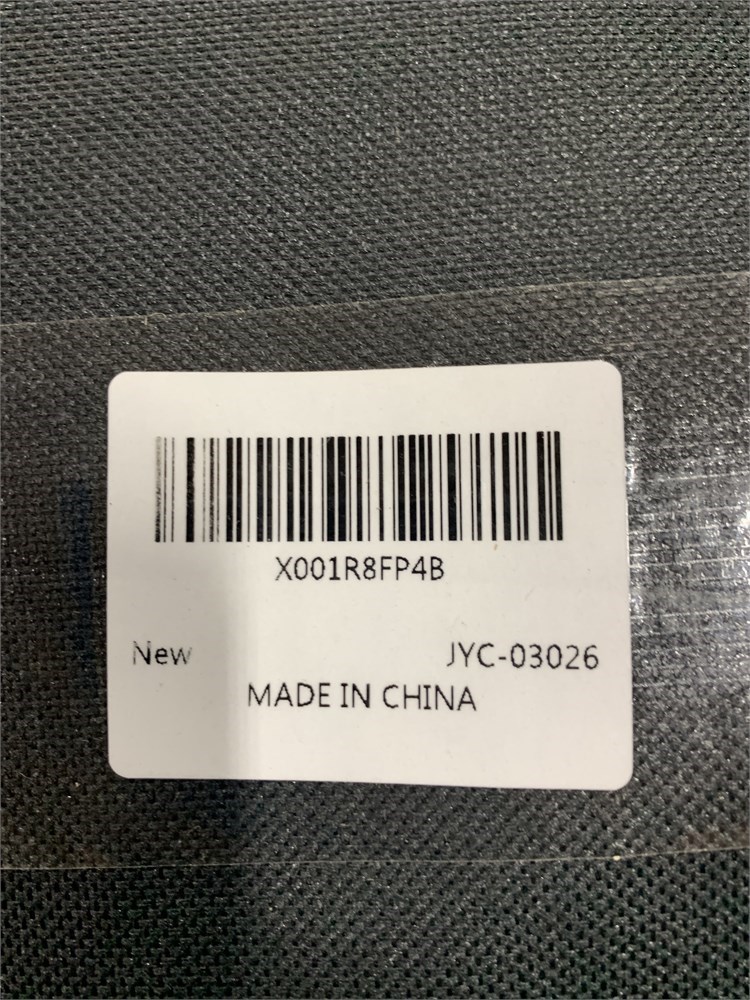 X001R8FP4B
New JYC-03026
MADE IN CHINA